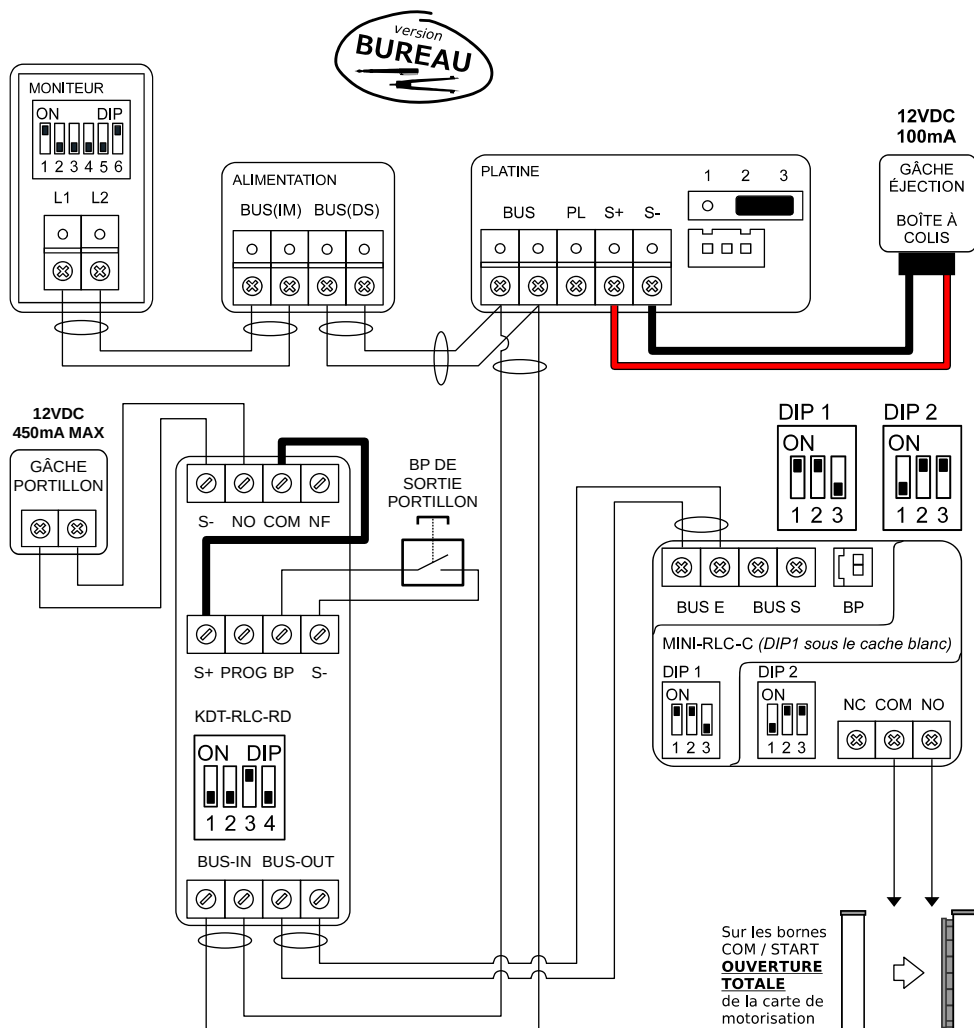 version
BUREAU
MONITEUR
ON DIP
1 2 3 4 5 6
L1 L2
ALIMENTATION
BUS(IM) BUS(DS)
PLATINE
1 2 3
BUS PL S+ S-
12VDC
100mA
GÂCHE
ÉJECTION
BOÎTE À
COLIS
12VDC
450mA MAX
GÂCHE
PORTILLON
S- NO COM NF
BP DE
SORTIE
PORTILLON
S+ PROG BP S-
KDT-RLC-RD
ON DIP
1 2 3 4
BUS-IN BUS-OUT
DIP 1
ON
1 2 3
DIP 2
ON
1 2 3
BUS E BUS S BP
MINI-RLC-C (DIP1 sous le cache blanc)
DIP 1
ON
1 2 3
DIP 2
ON
1 2 3
NC COM NO
Sur les bornes
COM / START
OUVERTURE
TOTALE
de la carte de
motorisation